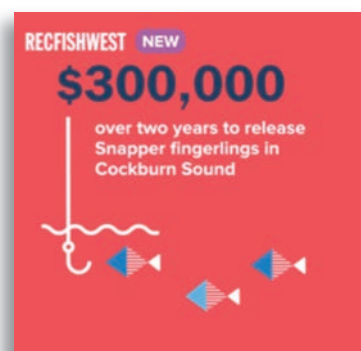 RECFISHWEST NEW
$300,000
over two years to release
Snapper fingerlings in
Cockburn Sound